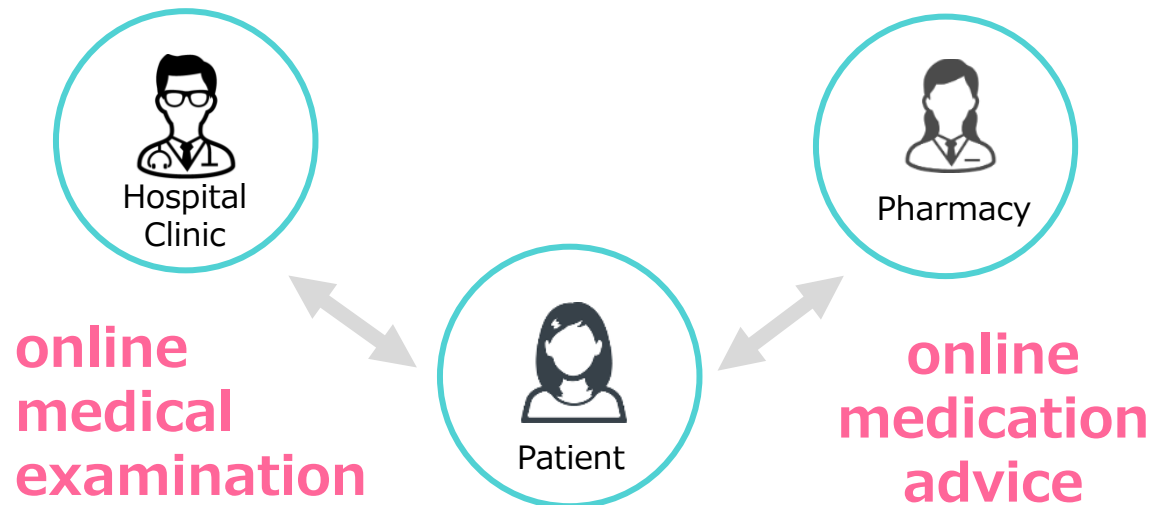 Hospital
Clinic
Pharmacy
Patient
online
medical
examination
online
medication
advice